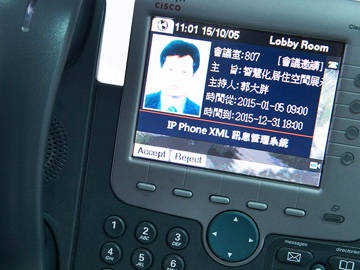 CISCO
11:01 15/10/05 Lobby Room
會議室:807 [會議邀請]
主 旨:智慧化居住空間展
主持人:郭大胖
時間從:2015-01-05 09:00
時間到:2015-12-31 18:00
IP Phone XML 訊息管理系統
Accept Reject
CISCO
1
2 ABC
3 DEF
4 GHI
5 JKL
6 MNO
messages
directories